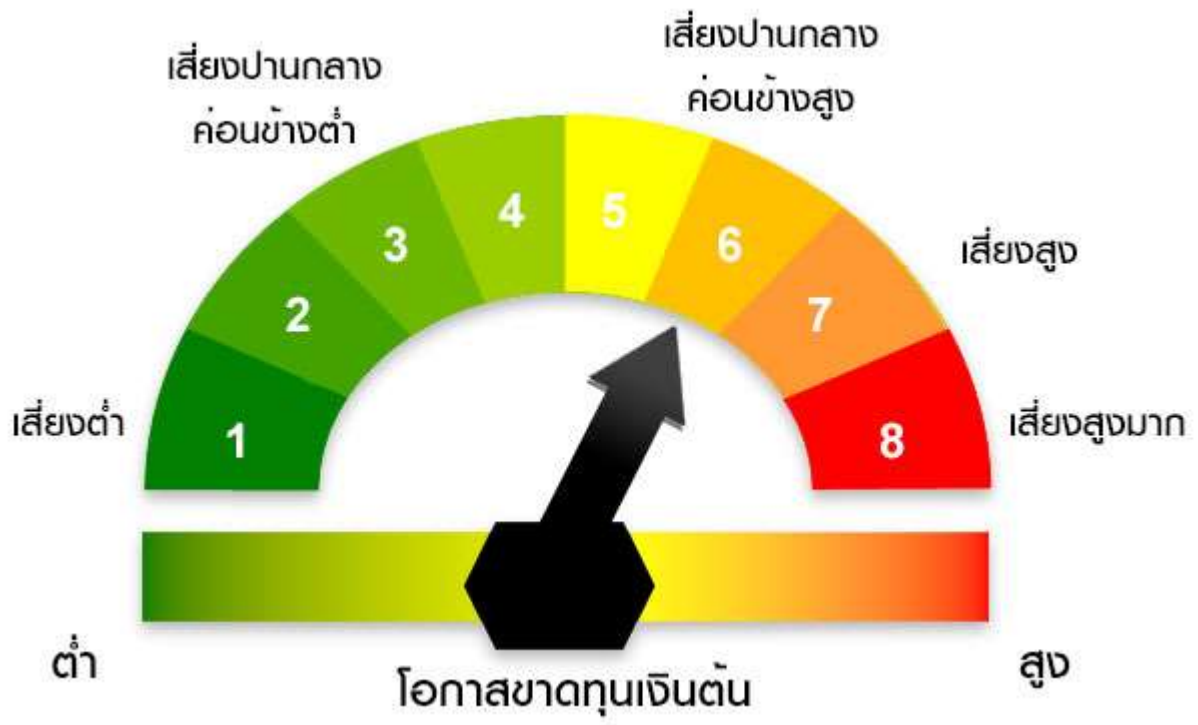 เสี่ยงปานกลาง
ค่อนข้างต่ำ
เสี่ยงปานกลาง
ค่อนข้างสูง
เสี่ยงต่ำ
1
2
3
4
5
6
7
8
เสี่ยงสูง
เสี่ยงสูงมาก
ต่ำ
โอกาสขาดทุนเงินต้น
สูง